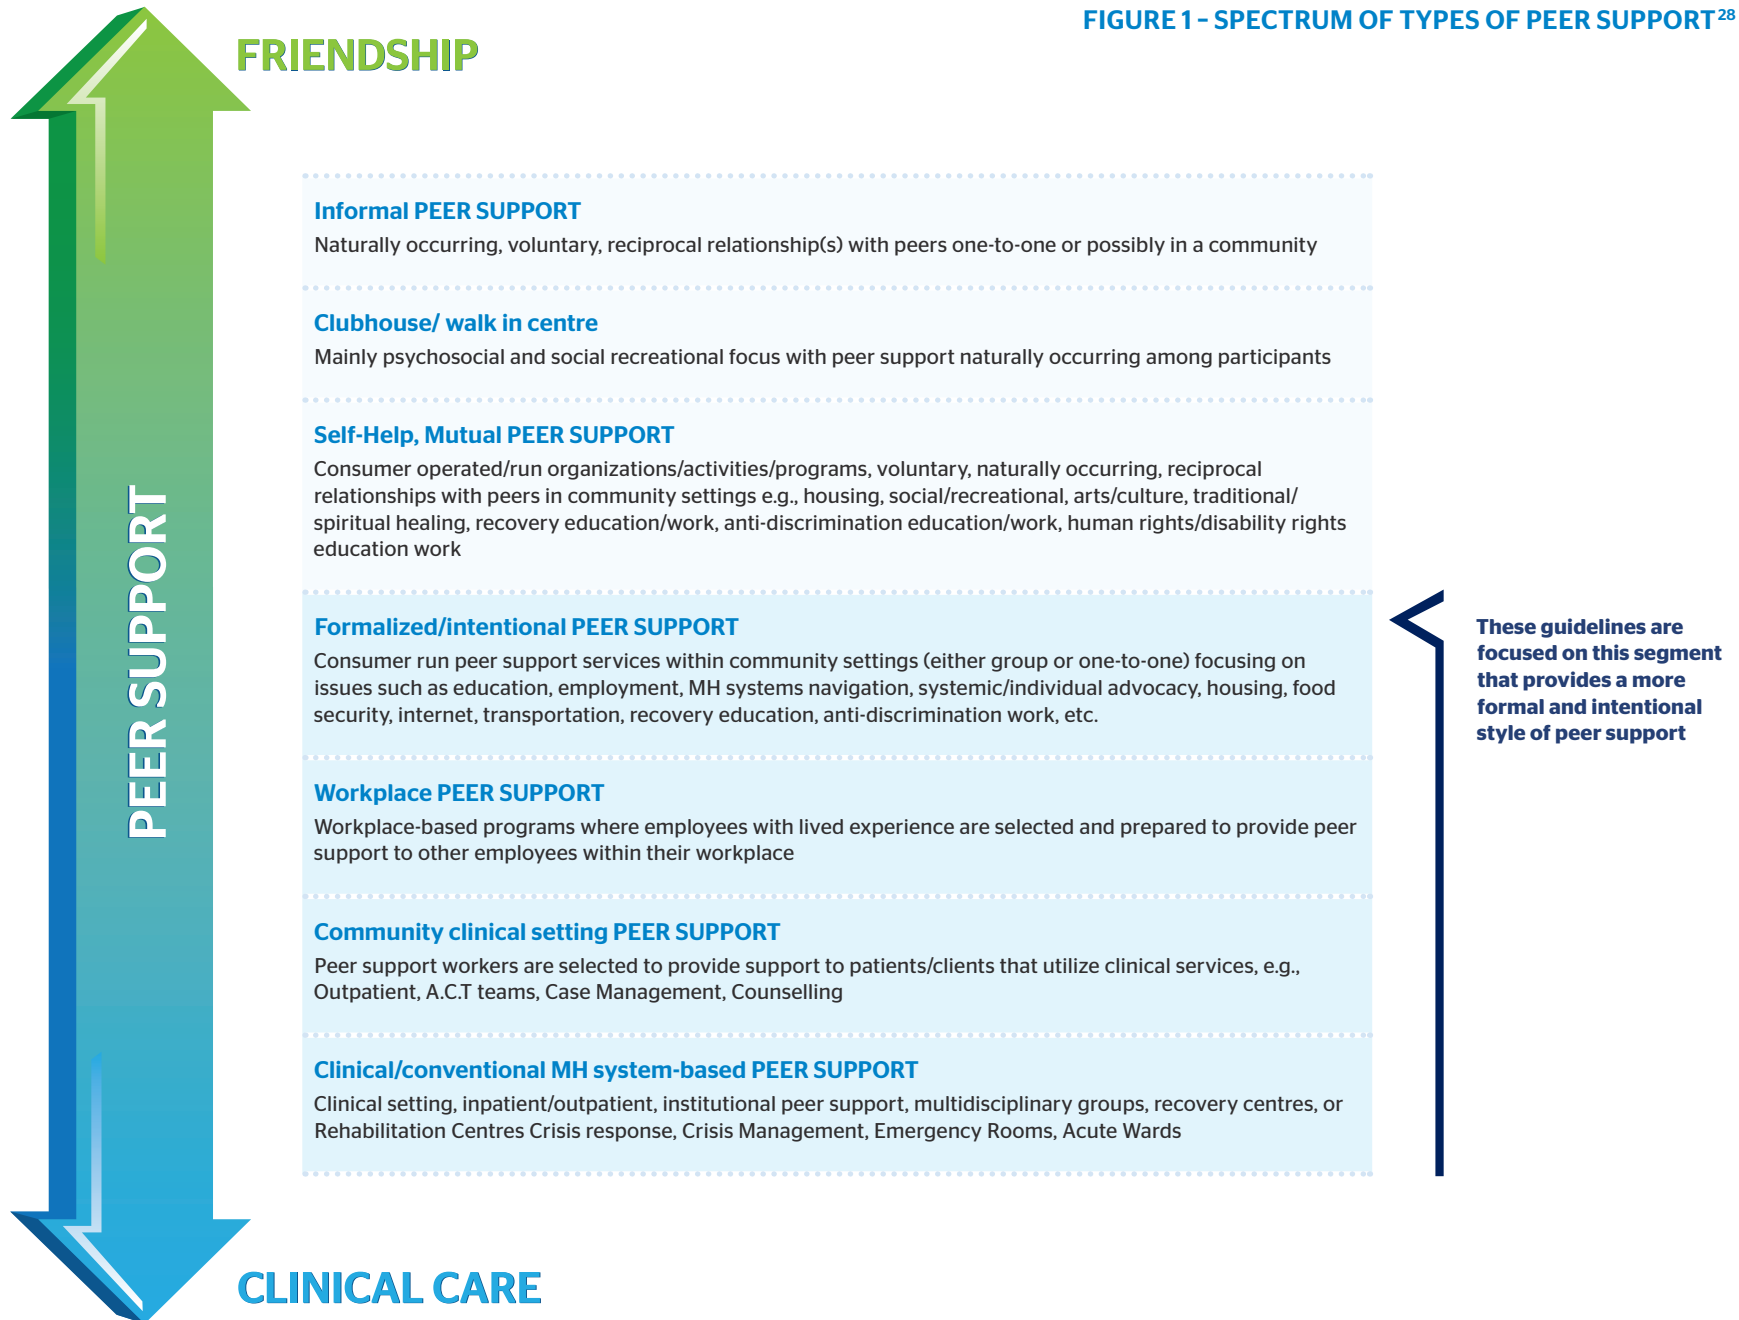 FIGURE 1 – SPECTRUM OF TYPES OF PEER SUPPORT28
FRIENDSHIP
PEER SUPPORT
Informal PEER SUPPORT
Naturally occurring, voluntary, reciprocal relationship(s) with peers one-to-one or possibly in a community
Clubhouse/ walk in centre
Mainly psychosocial and social recreational focus with peer support naturally occurring among participants
Self-Help, Mutual PEER SUPPORT
Consumer operated/run organizations/activities/programs, voluntary, naturally occurring, reciprocal
relationships with peers in community settings e.g., housing, social/recreational, arts/culture, traditional/
spiritual healing, recovery education/work, anti-discrimination education/work, human rights/disability rights
education work
Formalized/intentional PEER SUPPORT
Consumer run peer support services within community settings (either group or one-to-one) focusing on
issues such as education, employment, MH systems navigation, systemic/individual advocacy, housing, food
security, internet, transportation, recovery education, anti-discrimination work, etc.
These guidelines are
focused on this segment
that provides a more
formal and intentional
style of peer support
Workplace PEER SUPPORT
Workplace-based programs where employees with lived experience are selected and prepared to provide peer
support to other employees within their workplace
Community clinical setting PEER SUPPORT
Peer support workers are selected to provide support to patients/clients that utilize clinical services, e.g.,
Outpatient, A.C.T teams, Case Management, Counselling
Clinical/conventional MH system-based PEER SUPPORT
Clinical setting, inpatient/outpatient, institutional peer support, multidisciplinary groups, recovery centres, or
Rehabilitation Centres Crisis response, Crisis Management, Emergency Rooms, Acute Wards
CLINICAL CARE